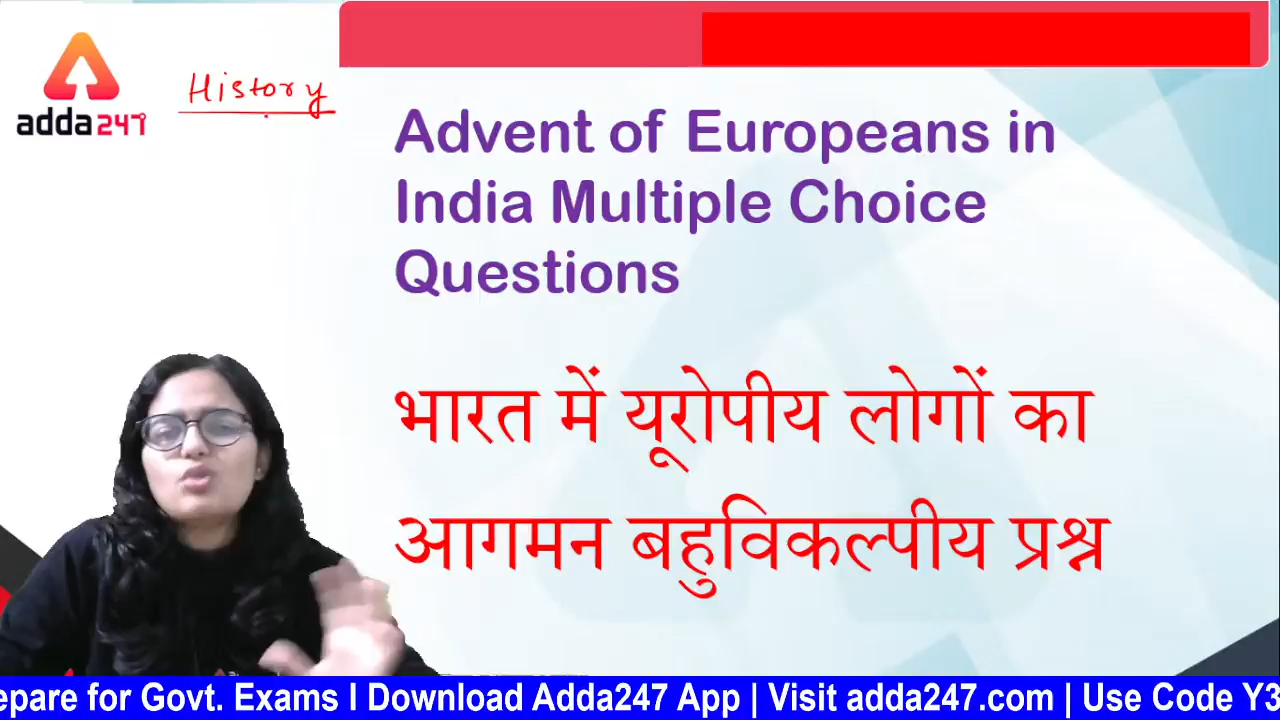 adda247
History
Advent of Europeans in
India Multiple Choice
Questions
भारत में यूरोपीय लोगों का
आगमन बहुविकल्पीय प्रश्न
epare for Govt. Exams I Download Adda247 App | Visit adda247.com | Use Code Y3